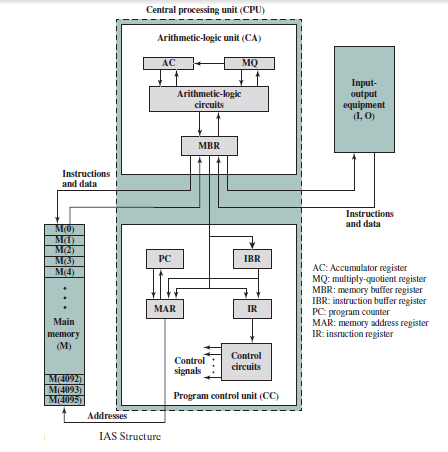 Central processing unit (CPU)
Arithmetic-logic unit (CA)
AC
MQ
Arithmetic-logic
circuits
MBR
Input-
output
equipment
(I, O)
Instructions
and data
Instructions
and data
M(0)
M(1)
M(2)
M(3)
M(4)
Main
memory
(M)
M(4092)
M(4093)
M(4095)
PC
IBR
MAR
IR
Control
signals
Control
circuits
Program control unit (CC)
Addresses
AC: Accumulator register
MQ: multiply-quotient register
MBR: memory buffer register
IBR: instruction buffer register
PC: program counter
MAR: memory address register
IR: insruction register
IAS Structure